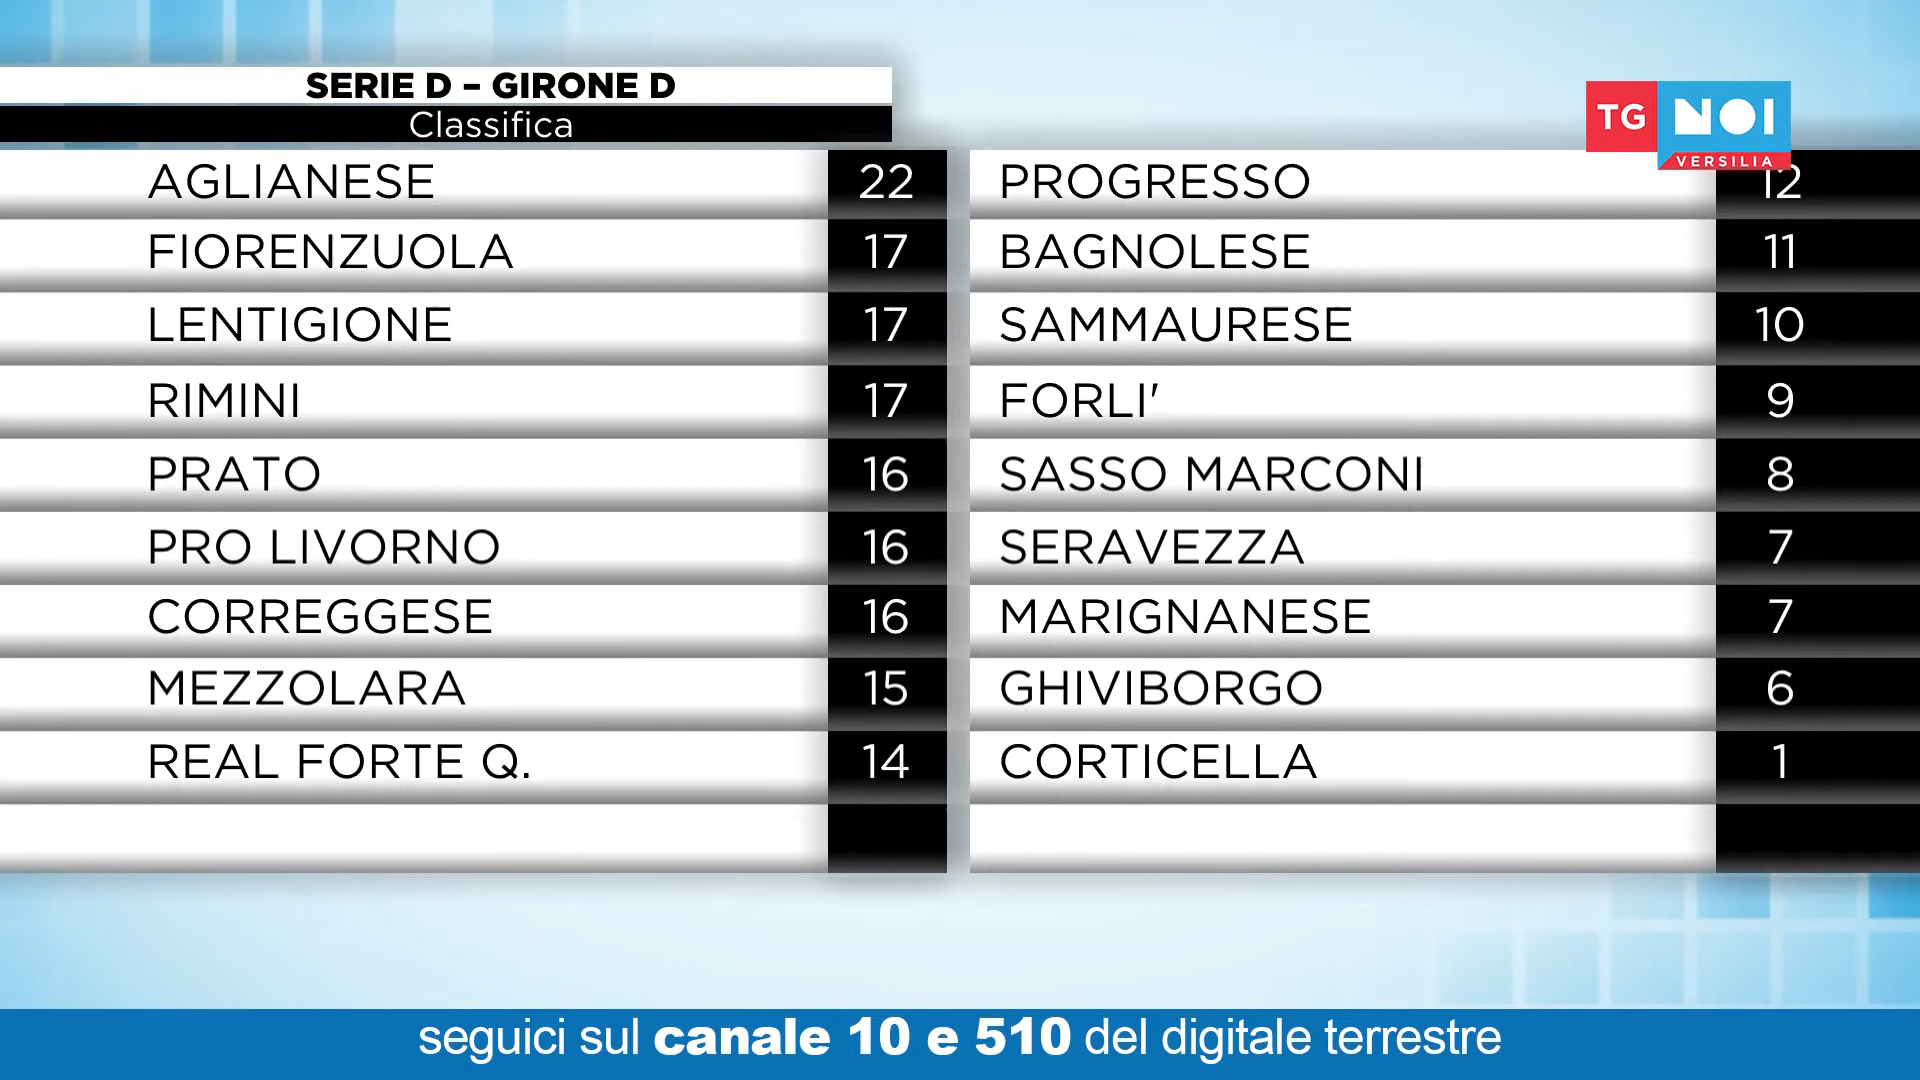 SERIE D – GIRONE D
Classifica
TG NOI
VERSILIA
AGLIANESE 22
FIORENZUOLA 17
LENTIGIONE 17
RIMINI 17
PRATO 16
PRO LIVORNO 16
CORREGGESE 16
MEZZOLARA 15
REAL FORTE Q. 14
PROGRESSO 12
BAGNOLESE 11
SAMMAURESE 10
FORLI' 9
SASSO MARCONI 8
SERAVEZZA 7
MARIGNANESE 7
GHIVIBORGO 6
CORTICELLA 1
seguici sul canale 10 e 510 del digitale terrestre